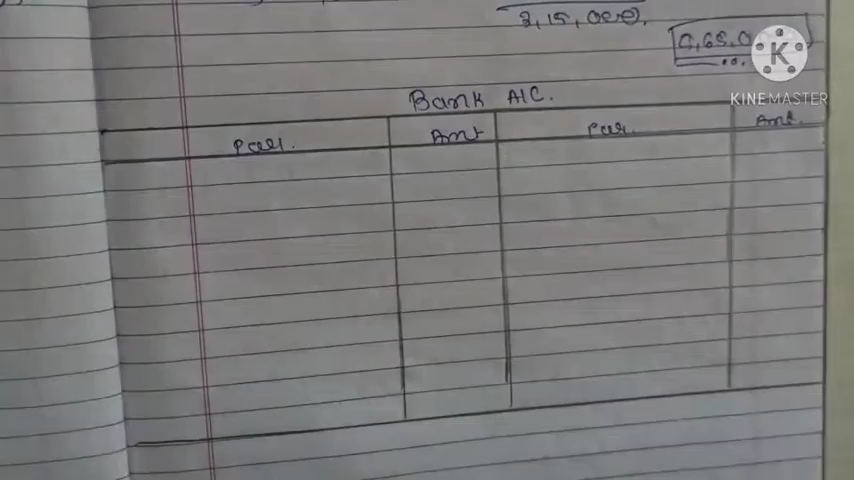 3,15,000.
K
KINEMASTER
Bank A/C.
Par. Amt Par. Amt.